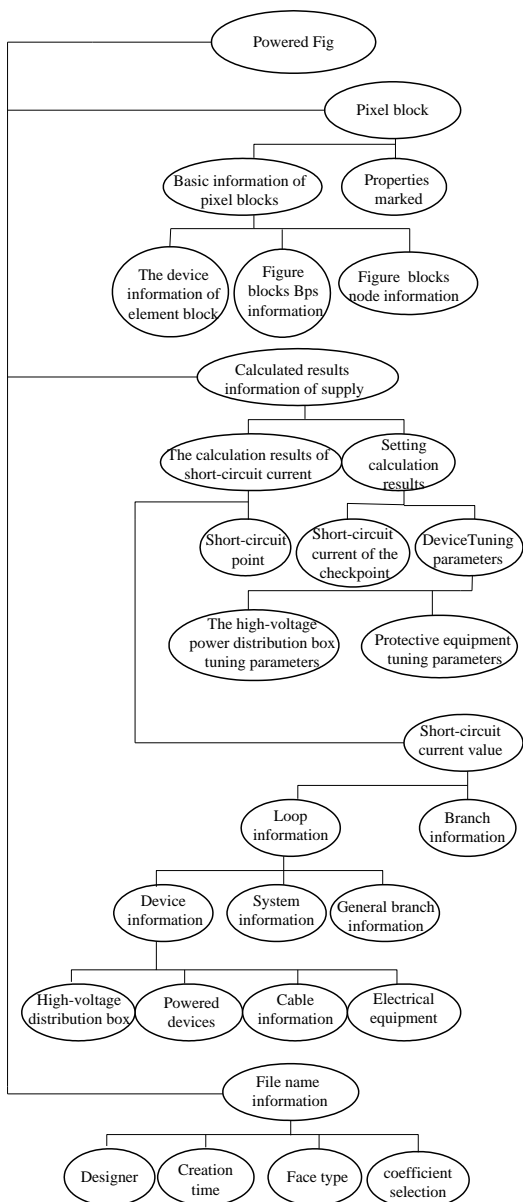 Powered Fig
Pixel block
Basic information of
pixel blocks
Properties
marked
The device
information of
element block
Figure
blocks Bps
information
Figure blocks
node information
Calculated results
information of supply
The calculation results of
short-circuit current
Setting
calculation
results
Short-circuit
point
Short-circuit
current of the
checkpoint
DeviceTuning
parameters
The high-voltage
power distribution box
tuning parameters
Protective equipment
tuning parameters
Short-circuit
current value
Loop
information
Branch
information
Device
information
System
information
General branch
information
High-voltage
distribution box
Powered
devices
Cable
information
Electrical
equipment
File name
information
Designer
Creation
time
Face type
coefficient
selection